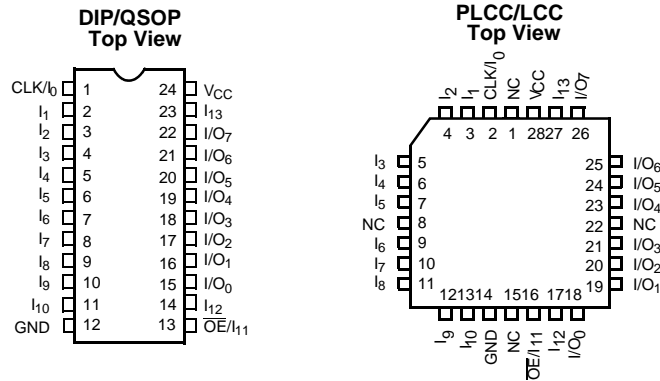 DIP/QSOP
Top View
CLK/I0 1 24 VCC
I1 2 23 I13
I2 3 22 I/O7
I3 4 21 I/O6
I4 5 20 I/O5
I5 6 19 I/O4
I6 7 18 I/O3
I7 8 17 I/O2
I8 9 16 I/O1
I9 10 15 I/O0
I10 11 14 I12
GND 12 13 O̅E̅/I11
PLCC/LCC
Top View
I2 I1 CLK/I0 NC VCC I13 I/O7
4 3 2 1 28 27 26
I3 5 25 I/O6
I4 6 24 I/O5
I5 7 23 I/O4
NC 8 22 NC
I6 9 21 I/O3
I7 10 20 I/O2
I8 11 19 I/O1
12 13 14 15 16 17 18
I9 I10 GND NC O̅E̅/I11 I12 I/O0